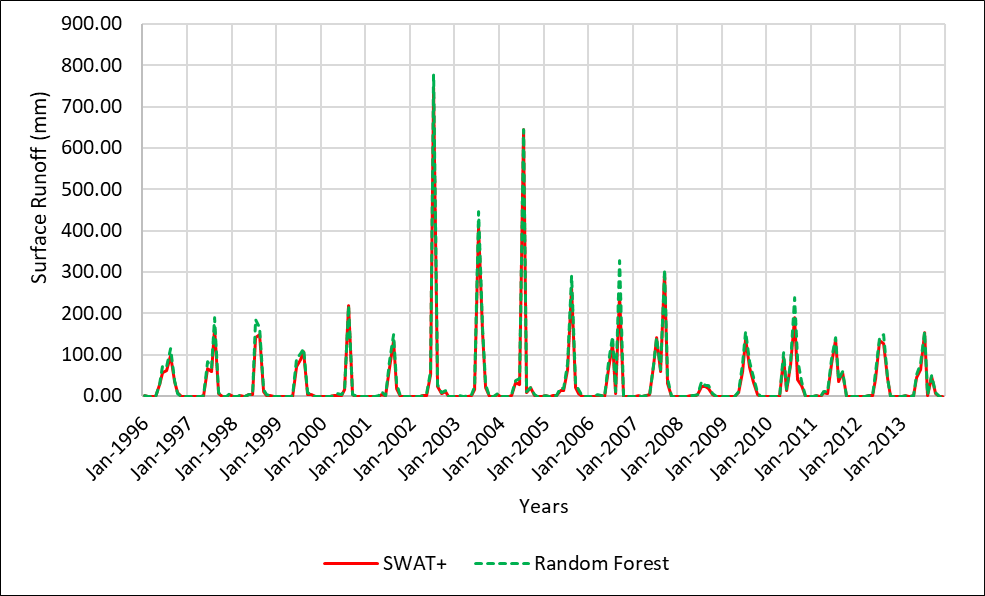 900.00
800.00
700.00
600.00
500.00
400.00
300.00
200.00
100.00
0.00
Surface Runoff (mm)
Jan-1996
Jan-1997
Jan-1998
Jan-1999
Jan-2000
Jan-2001
Jan-2002
Jan-2003
Jan-2004
Jan-2005
Jan-2006
Jan-2007
Jan-2008
Jan-2009
Jan-2010
Jan-2011
Jan-2012
Jan-2013
Years
SWAT+
Random Forest